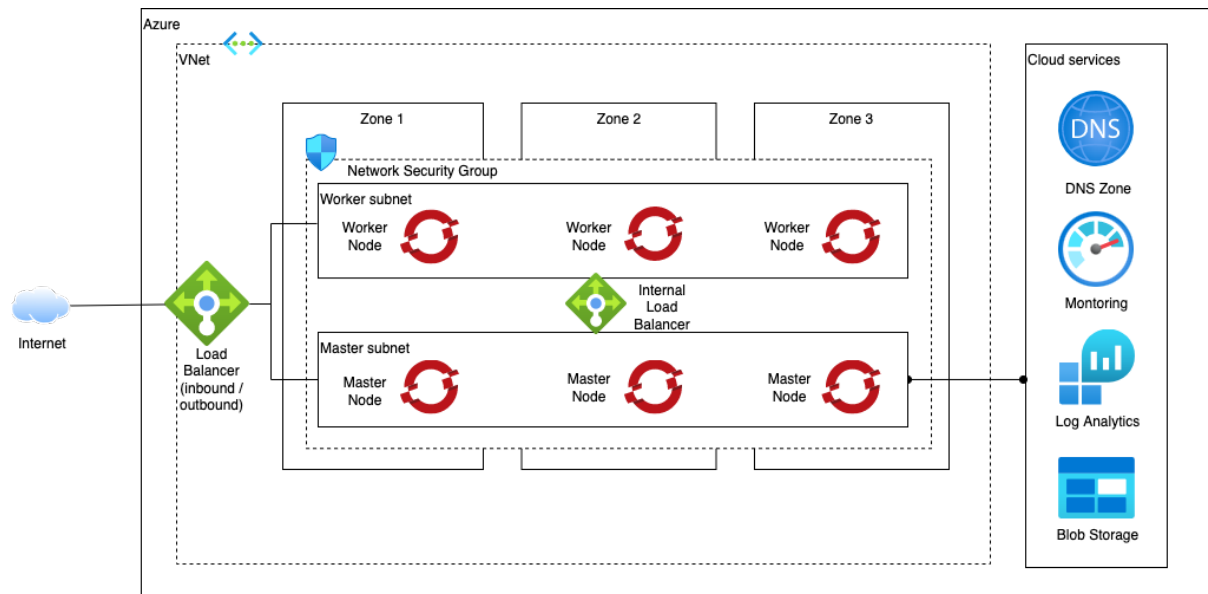 Azure
VNet
Cloud services
Zone 1
Zone 2
Zone 3
DNS
DNS Zone
Network Security Group
Worker subnet
Worker
Node
Worker
Node
Worker
Node
Montoring
Internal
Load
Balancer
Internet
Load
Balancer
(inbound /
outbound)
Master subnet
Master
Node
Master
Node
Master
Node
Log Analytics
Blob Storage